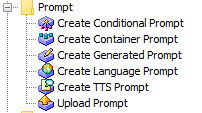 Prompt
Create Conditional Prompt
Create Container Prompt
Create Generated Prompt
Create Language Prompt
Create TTS Prompt
Upload Prompt